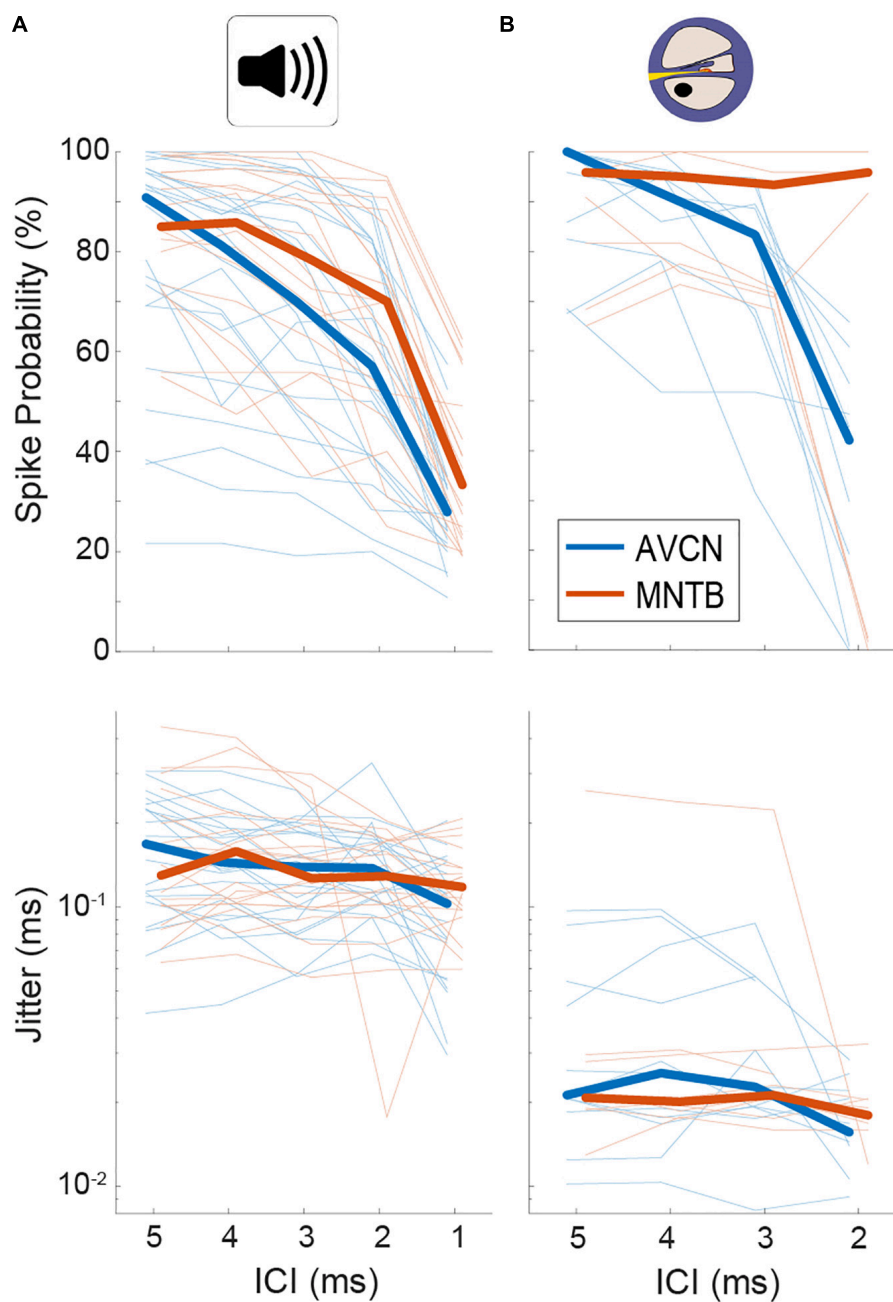 A
B
Spike Probability (%)
100
80
60
40
20
0
AVCN
MNTB
Jitter (ms)
10-1
10-2
5 4 3 2 1
5 4 3 2
ICI (ms)
ICI (ms)